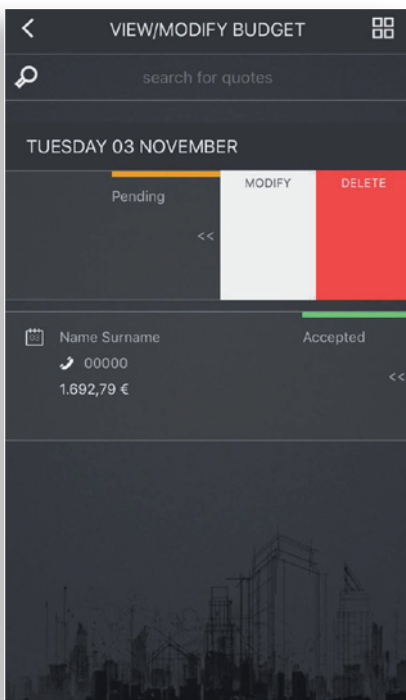 VIEW/MODIFY BUDGET
search for quotes
TUESDAY 03 NOVEMBER
Pending
<<
MODIFY
DELETE
03
Name Surname
Accepted
00000
<<
1.692,79 €